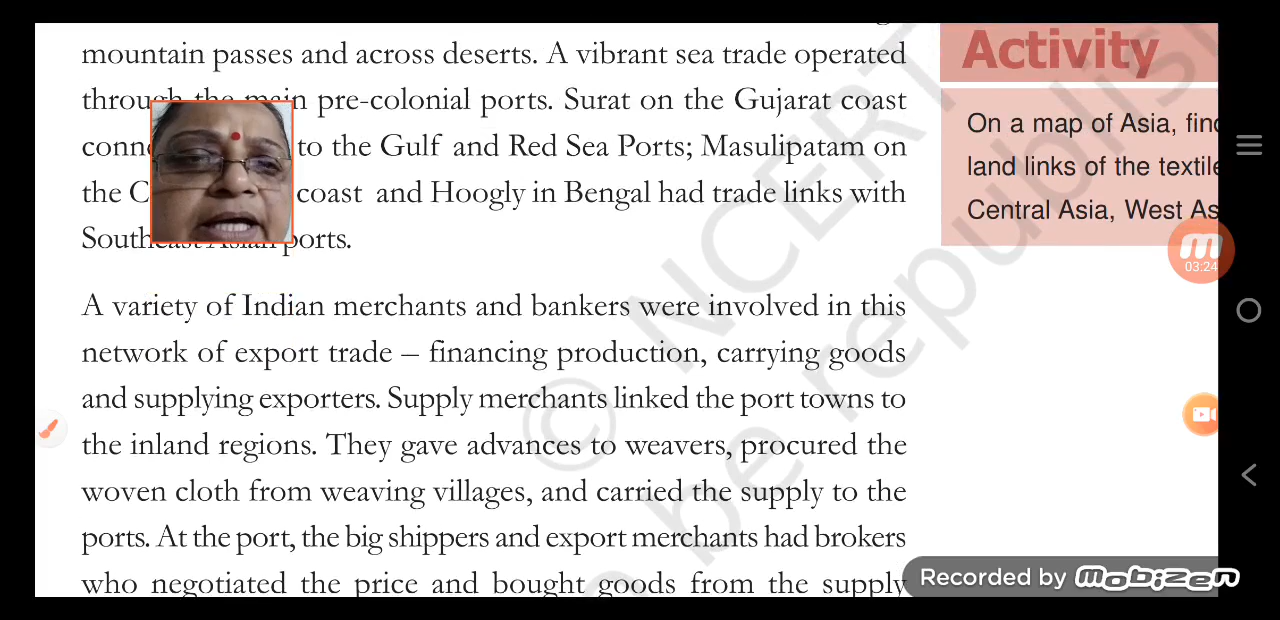 mountain passes and across deserts. A vibrant sea trade operated
through the main pre-colonial ports. Surat on the Gujarat coast
to the Gulf and Red Sea Ports; Masulipatam on
the coast and Hoogly in Bengal had trade links with
Southeast Asian ports.
A variety of Indian merchants and bankers were involved in this
network of export trade – financing production, carrying goods
and supplying exporters. Supply merchants linked the port towns to
the inland regions. They gave advances to weavers, procured the
woven cloth from weaving villages, and carried the supply to the
ports. At the port, the big shippers and export merchants had brokers
who negotiated the price and bought goods from the supply
Activity
On a map of Asia, find
land links of the textile
Central Asia, West As
03:24
© NCERT
be republish
Recorded by mobizen